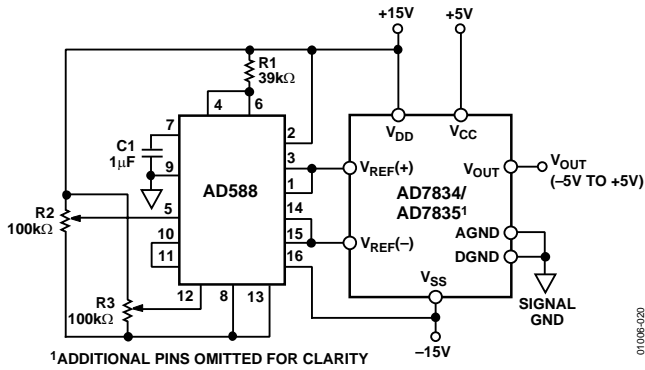 +15V
+5V
R1
39kΩ
4
6
7
C1
1µF
9
2
3
1
AD588
VDD
VCC
VREF(+)
VOUT
VOUT
(–5V TO +5V)
AD7834/
AD7835¹
R2
100kΩ
5
14
10
15
11
16
VREF(–)
AGND
DGND
VSS
SIGNAL
GND
R3
100kΩ
12
8
13
–15V
¹ADDITIONAL PINS OMITTED FOR CLARITY
01006-020